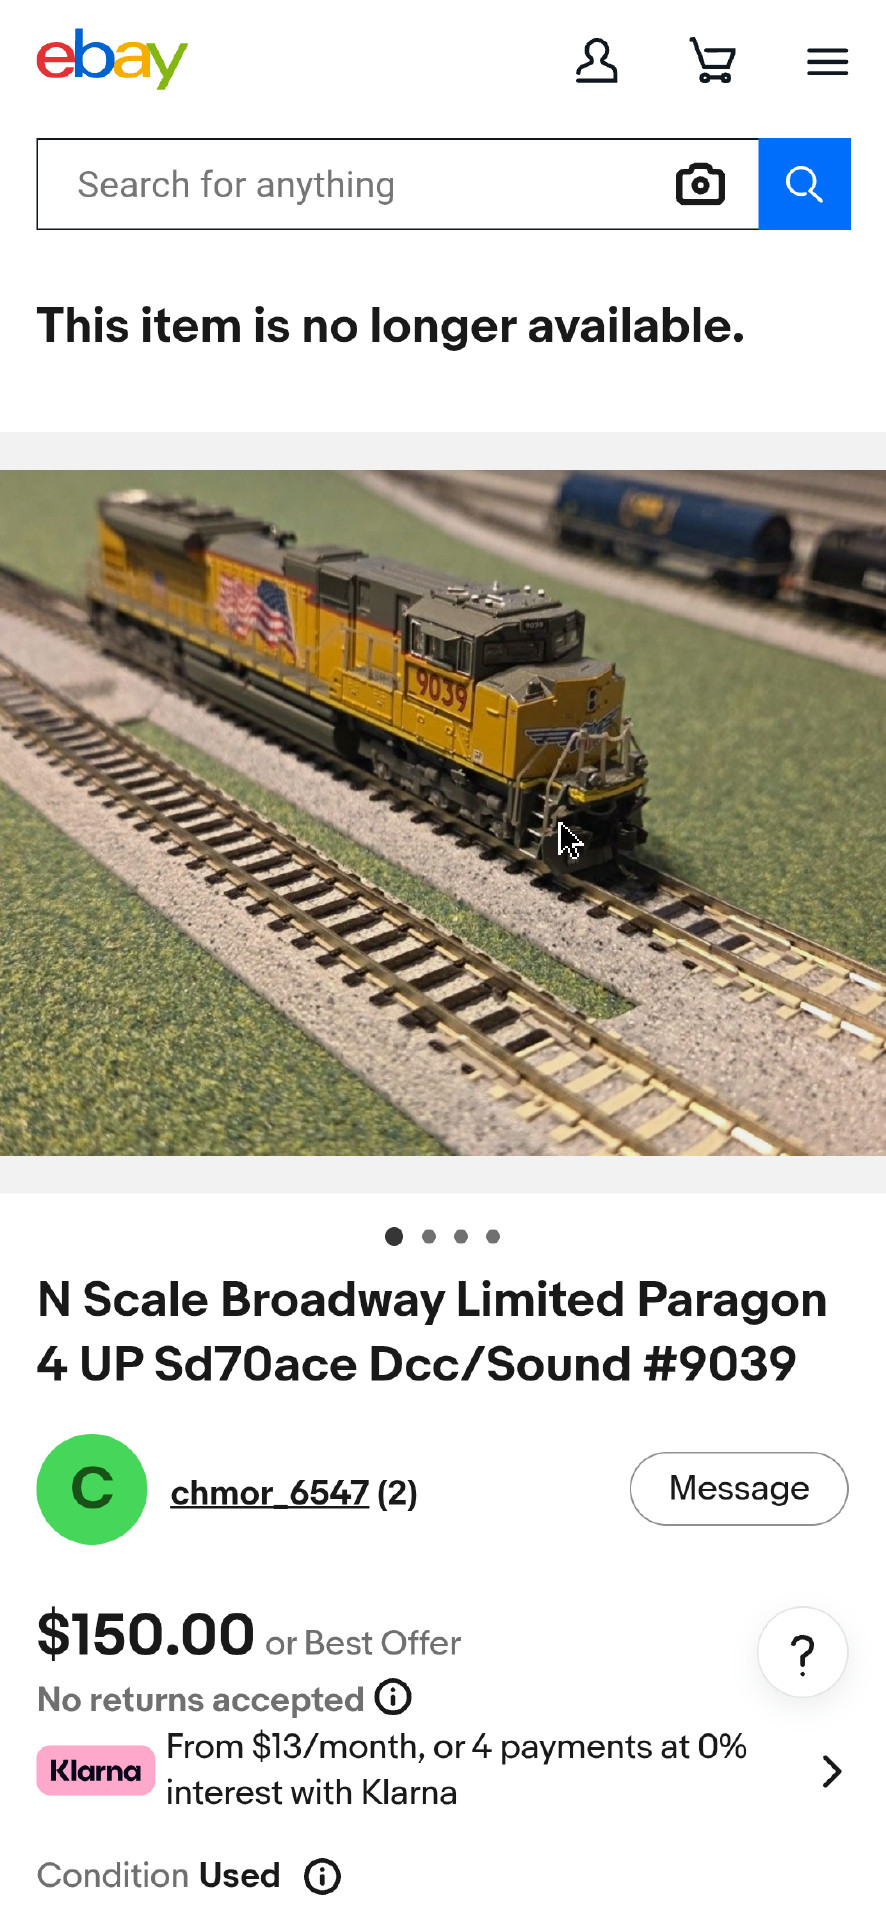 ebay
Search for anything
This item is no longer available.
9039
9039
N Scale Broadway Limited Paragon
4 UP Sd70ace Dcc/Sound #9039
C
chmor_6547 (2)
Message
$150.00 or Best Offer
?
No returns accepted
Klarna
From $13/month, or 4 payments at 0%
interest with Klarna
Condition Used